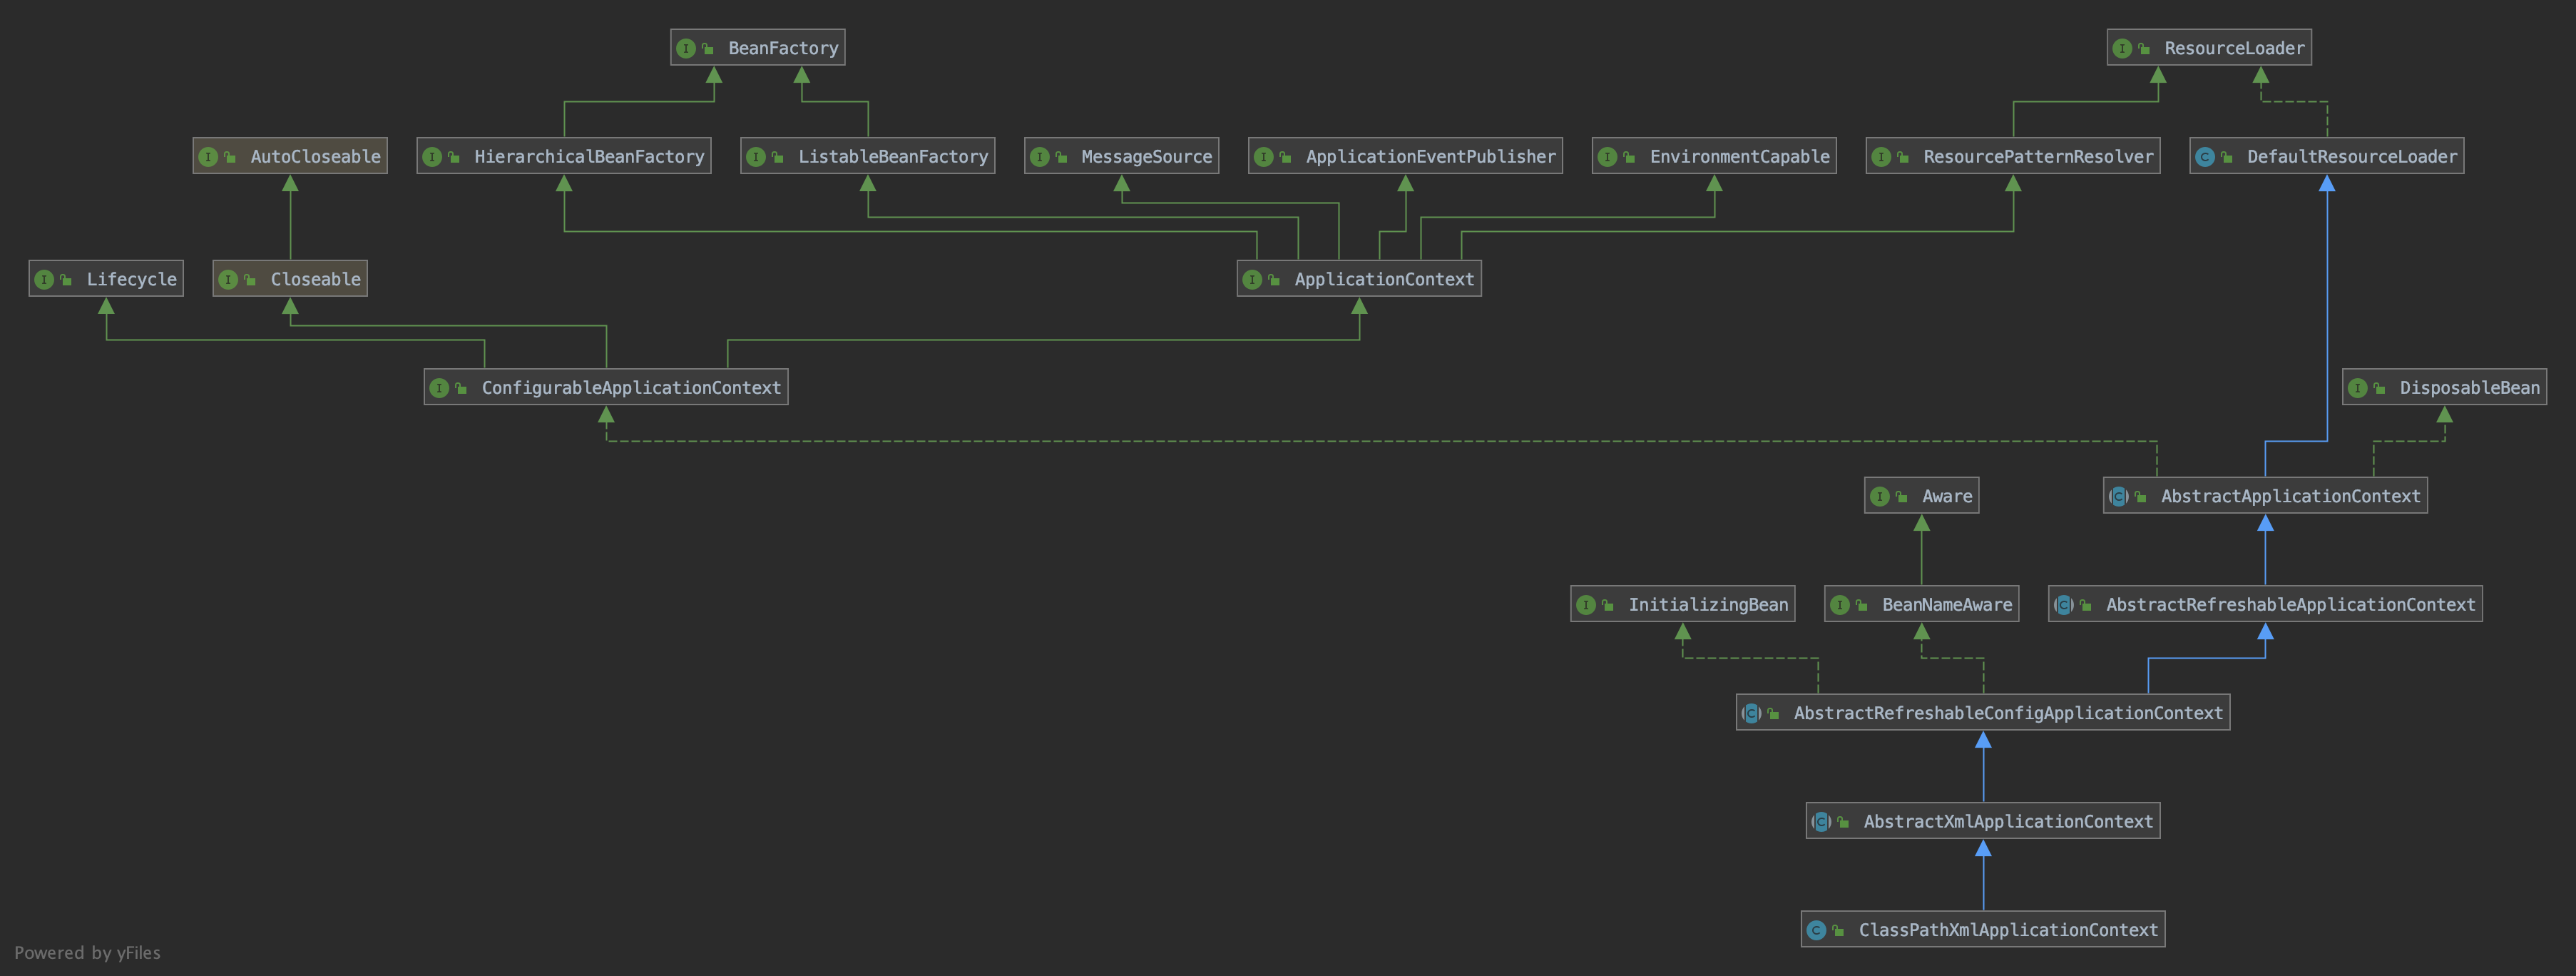 BeanFactory
ResourceLoader
AutoCloseable
HierarchicalBeanFactory
ListableBeanFactory
MessageSource
ApplicationEventPublisher
EnvironmentCapable
ResourcePatternResolver
DefaultResourceLoader
Lifecycle
Closeable
ApplicationContext
ConfigurableApplicationContext
DisposableBean
Aware
AbstractApplicationContext
InitializingBean
BeanNameAware
AbstractRefreshableApplicationContext
AbstractRefreshableConfigApplicationContext
AbstractXmlApplicationContext
ClassPathXmlApplicationContext
Powered by yFiles